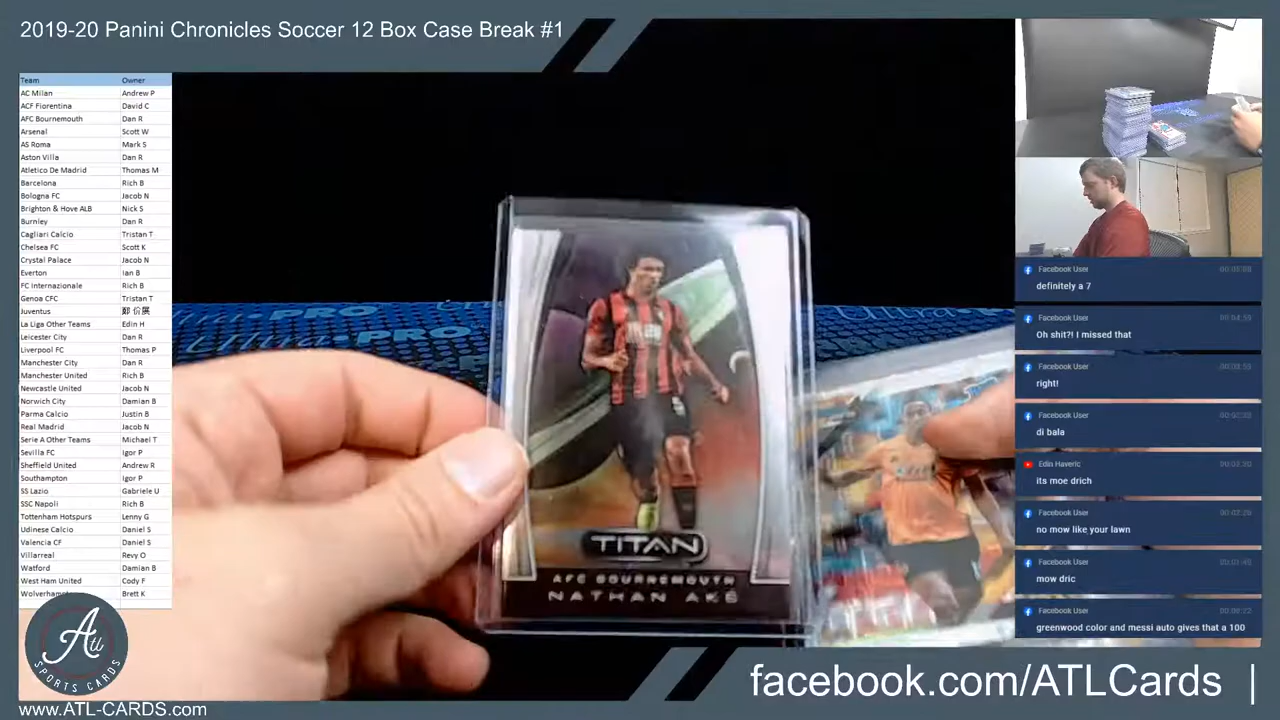 2019-20 Panini Chronicles Soccer 12 Box Case Break #1
Team Owner
AC Milan Andrew P
ACF Fiorentina David C
AFC Bournemouth Dan R
Arsenal Scott W
AS Roma Mark S
Aston Villa Dan R
Atletico De Madrid Thomas M
Barcelona Rich B
Bologna FC Jacob N
Brighton & Hove ALB Nick S
Burnley Dan R
Cagliari Calcio Tristan T
Chelsea FC Scott K
Crystal Palace Jacob N
Everton Ian B
FC Internazionale Rich B
Genoa CFC Tristan T
Juventus 鄭 价展
La Liga Other Teams Edin H
Leicester City Dan R
Liverpool FC Thomas P
Manchester City Dan R
Manchester United Rich B
Newcastle United Jacob N
Norwich City Damian B
Parma Calcio Justin B
Real Madrid Jacob N
Serie A Other Teams Michael T
Sevilla FC Igor P
Sheffield United Andrew R
Southampton Igor P
SS Lazio Gabriele U
SSC Napoli Rich B
Tottenham Hotspurs Lenny G
Udinese Calcio Daniel S
Valencia CF Daniel S
Villarreal Revy O
Watford Damian B
West Ham United Cody F
Wolverham Brett K
TITAN
AFC BOURNEMOUTH
NATHAN AKÉ
PRO
Facebook User
definitely a 7
Facebook User
Oh shit?! I missed that
Facebook User
right!
Facebook User
di bala
Edin Haveric
its moe drich
Facebook User
no mow like your lawn
Facebook User
mow dric
Facebook User
greenwood color and messi auto gives that a 100
Atl
SPORTS CARDS
www.ATL-CARDS.com
facebook.com/ATLCards |